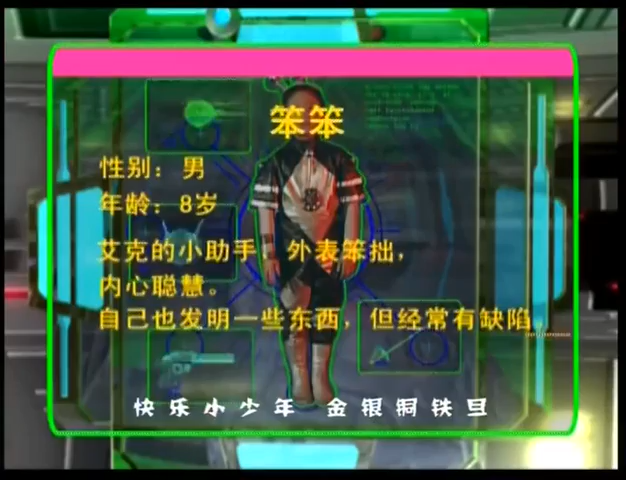 笨笨
性别：男
年龄：8岁
艾克的小助手，外表笨拙，
内心聪慧。
自己也发明一些东西，但经常有缺陷。
快乐小少年 金银铜铁旦